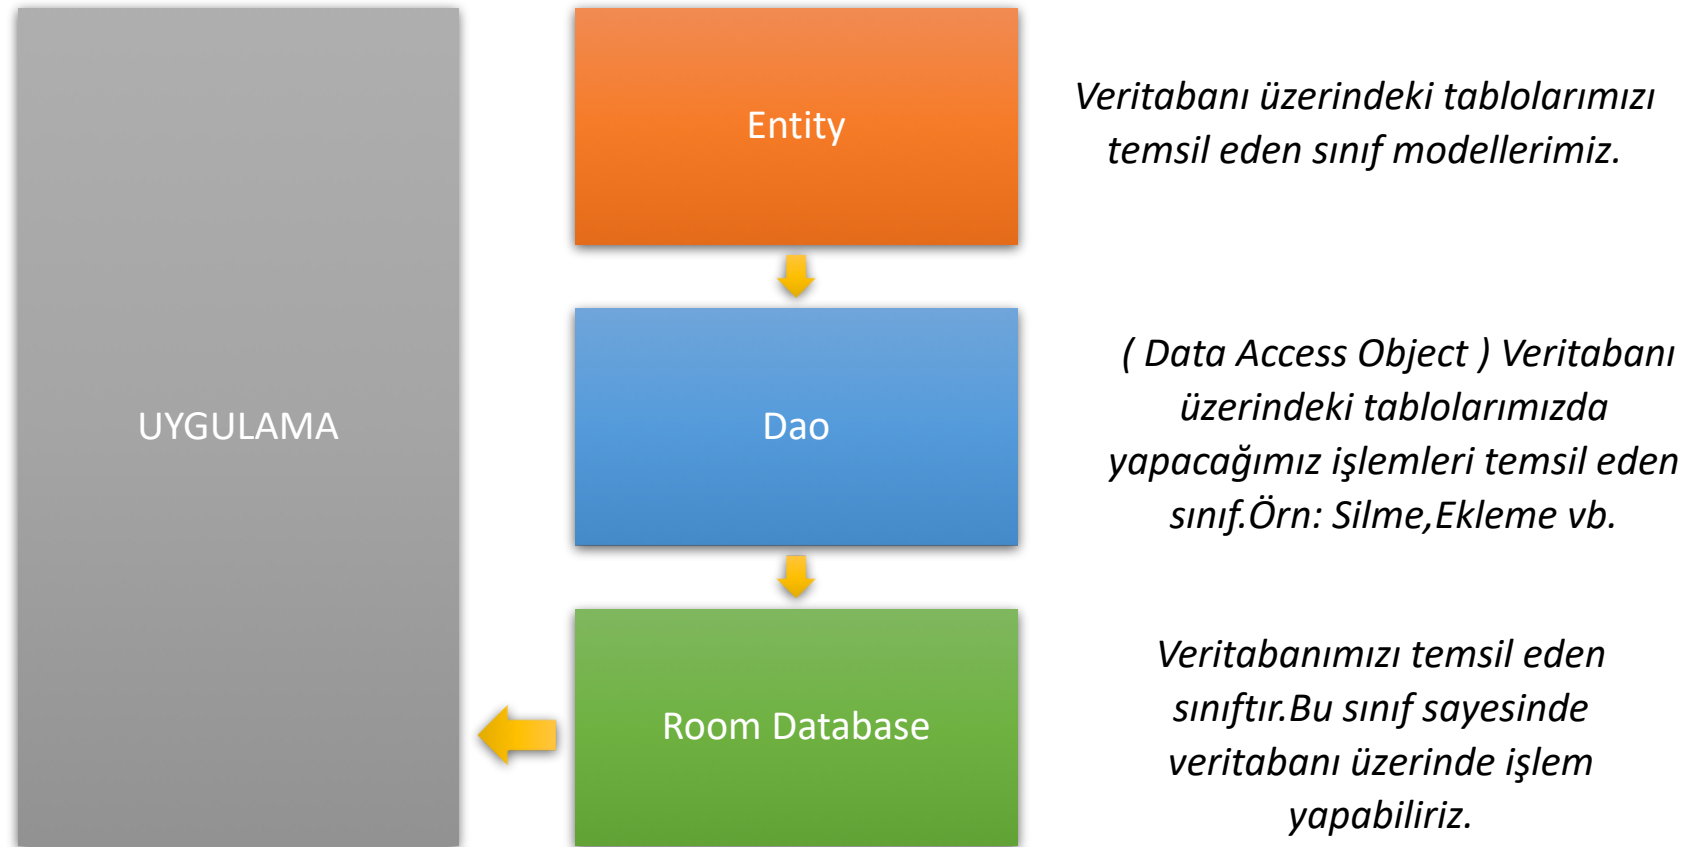 UYGULAMA
Entity
Veritabanı üzerindeki tablolarımızı
temsil eden sınıf modellerimiz.
Dao
( Data Access Object ) Veritabanı
üzerindeki tablolarımızda
yapacağımız işlemleri temsil eden
sınıf.Örn: Silme,Ekleme vb.
Room Database
Veritabanımızı temsil eden
sınıftır.Bu sınıf sayesinde
veritabanı üzerinde işlem
yapabiliriz.